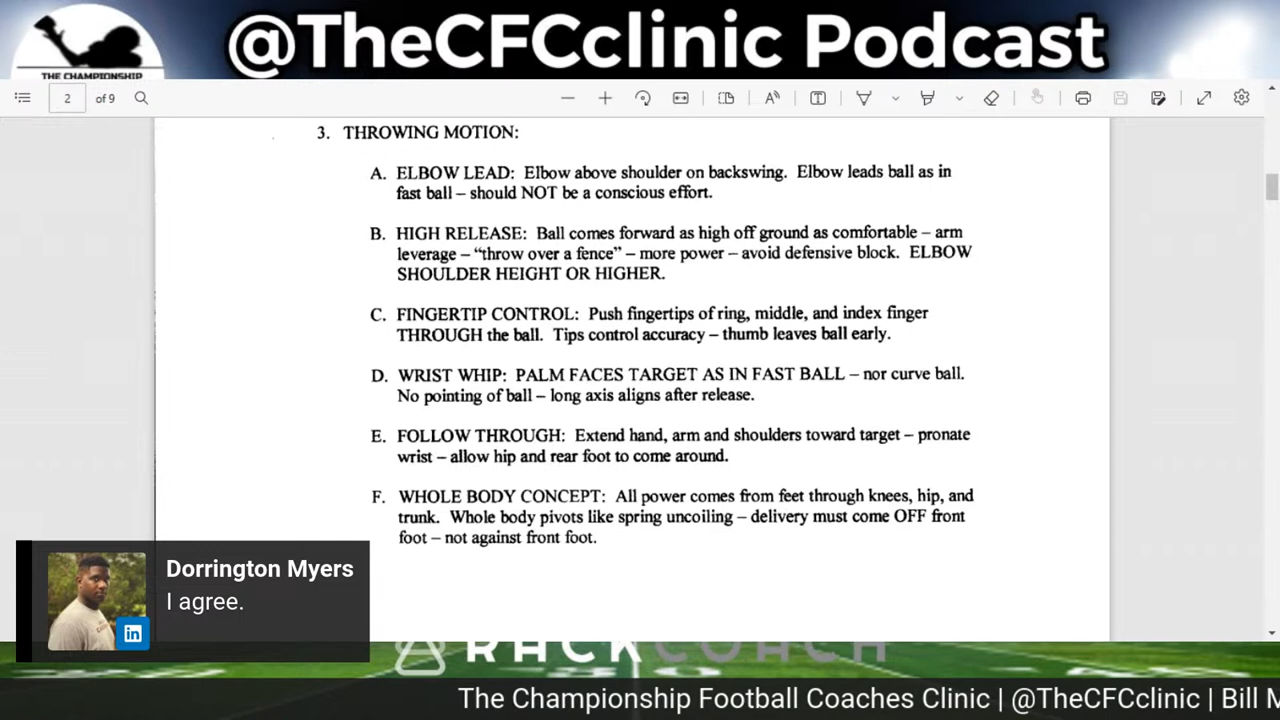 @TheCFCclinic Podcast
THE CHAMPIONSHIP
2 of 9
3. THROWING MOTION:
A. ELBOW LEAD: Elbow above shoulder on backswing. Elbow leads ball as in
fast ball – should NOT be a conscious effort.
B. HIGH RELEASE: Ball comes forward as high off ground as comfortable – arm
leverage – “throw over a fence” – more power – avoid defensive block. ELBOW
SHOULDER HEIGHT OR HIGHER.
C. FINGERTIP CONTROL: Push fingertips of ring, middle, and index finger
THROUGH the ball. Tips control accuracy – thumb leaves ball early.
D. WRIST WHIP: PALM FACES TARGET AS IN FAST BALL – nor curve ball.
No pointing of ball – long axis aligns after release.
E. FOLLOW THROUGH: Extend hand, arm and shoulders toward target – pronate
wrist – allow hip and rear foot to come around.
F. WHOLE BODY CONCEPT: All power comes from feet through knees, hip, and
trunk. Whole body pivots like spring uncoiling – delivery must come OFF front
foot – not against front foot.
Dorrington Myers
I agree.
in
RACKCOACH
The Championship Football Coaches Clinic | @TheCFCclinic | Bill